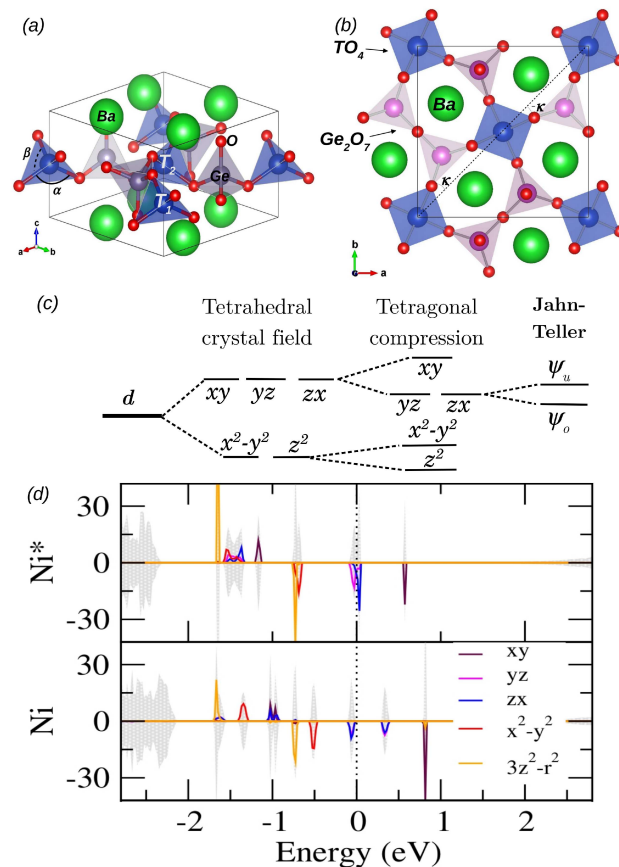 (a)
Ba
O
β
T₂
Ge
α
T₁
c
a
b
(b)
TO₄
κ
Ba
Ge₂O₇
κ
b
a
(c)
Tetrahedral
crystal field
Tetragonal
compression
Jahn-
Teller
d
xy yz zx
x²-y² z²
xy
yz zx
x²-y²
z²
ψᵤ
ψₒ
(d)
30
0
-30
Ni*
30
0
-30
Ni
xy
yz
zx
x²-y²
3z²-r²
-2 -1 0 1 2
Energy (eV)